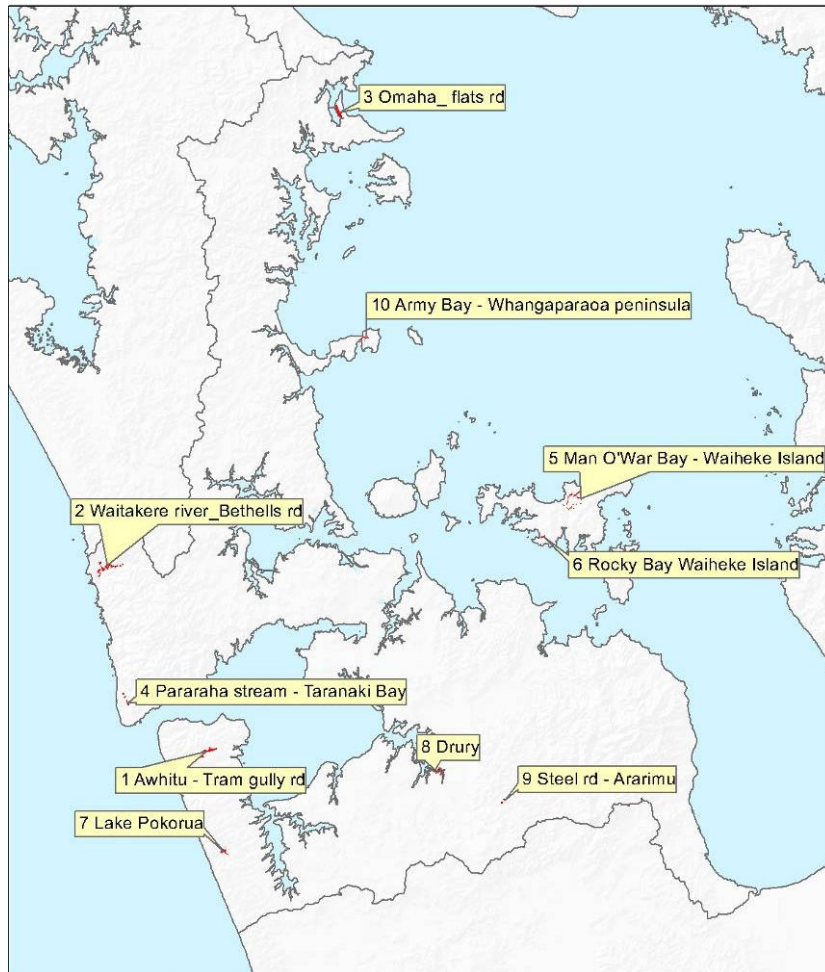 3 Omaha_ flats rd
10 Army Bay - Whangaparaoa peninsula
5 Man O'War Bay - Waiheke Island
2 Waitakere river_Bethells rd
6 Rocky Bay Waiheke Island
4 Pararaha stream - Taranaki Bay
8 Drury
1 Awhitu - Tram gully rd
9 Steel rd - Ararimu
7 Lake Pokorua